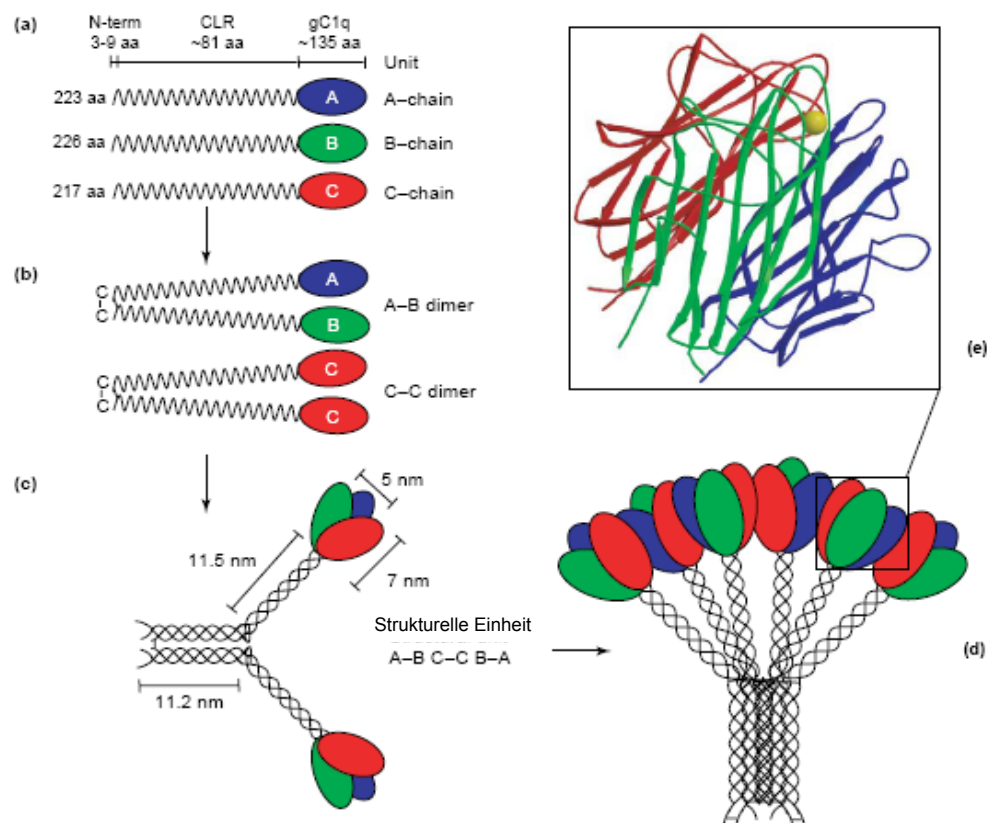 (a)
N-term CLR gC1q
3-9 aa ~81 aa ~135 aa
Unit
223 aa A A–chain
226 aa B B–chain
217 aa C C–chain
(b)
C
C
A
B
A–B dimer
C
C
C
C
C–C dimer
(e)
(c)
5 nm
11.5 nm
7 nm
11.2 nm
Strukturelle Einheit
A–B C–C B–A
(d)